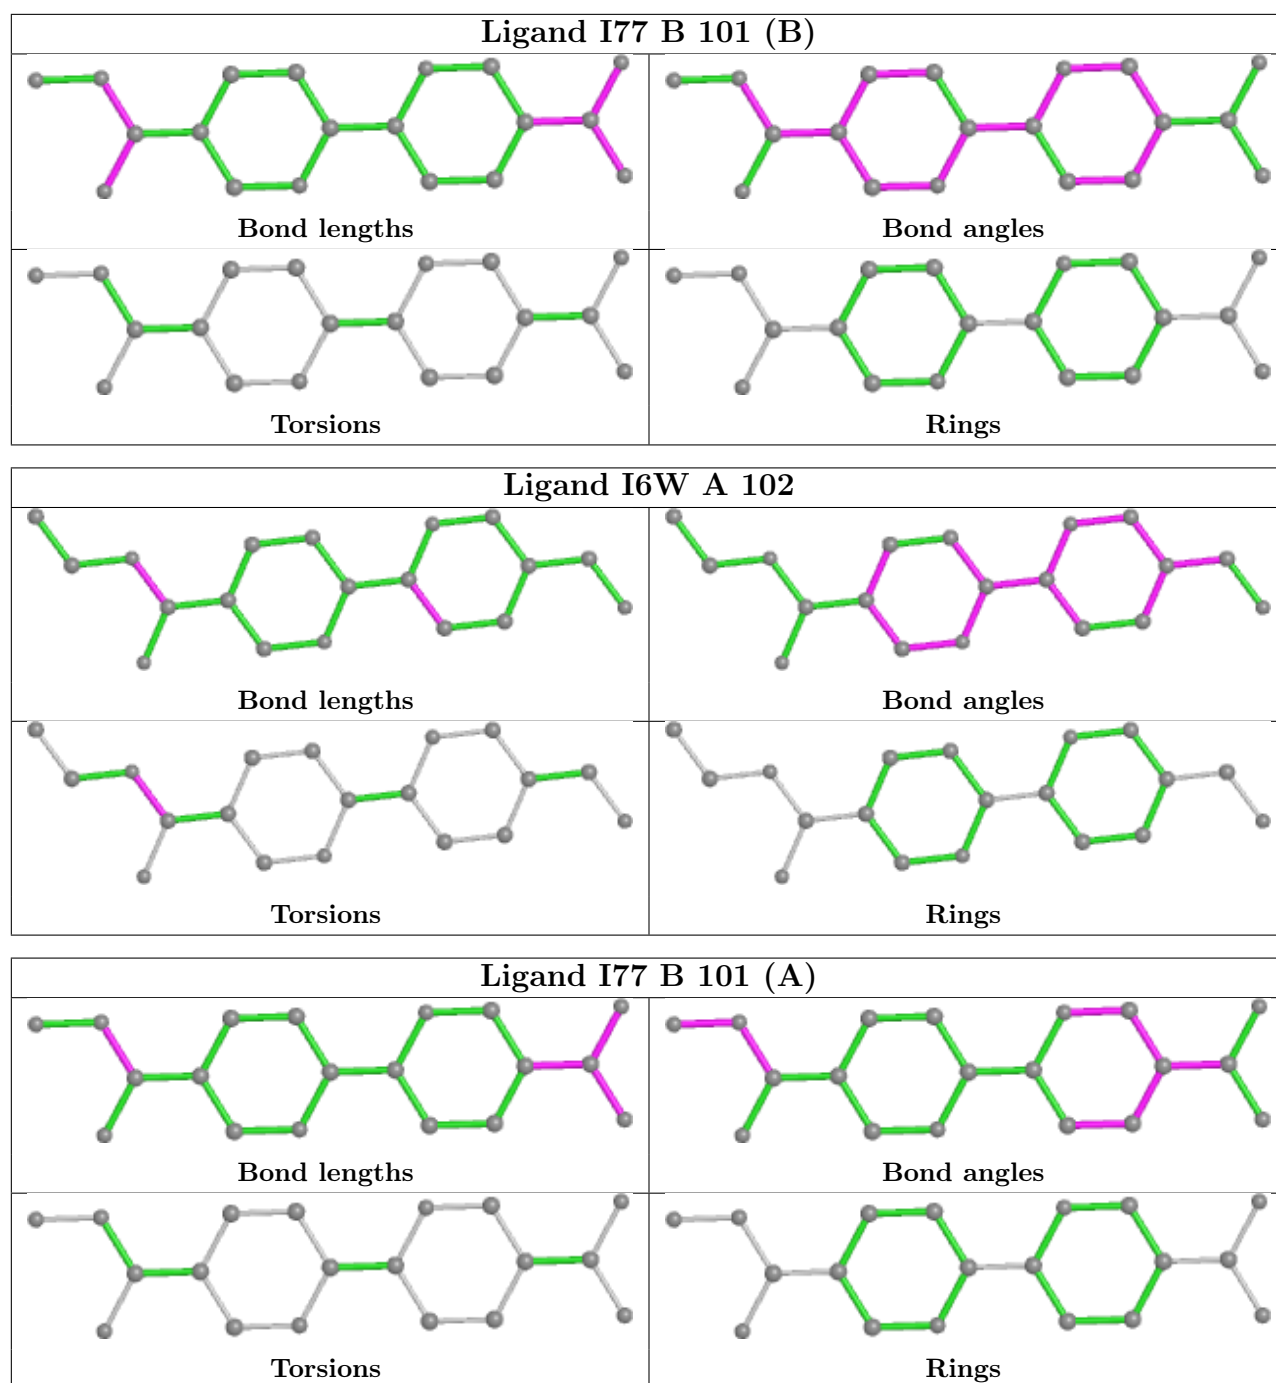 Ligand I77 B 101 (B)
Bond lengths
Bond angles
Torsions
Rings
Ligand I6W A 102
Bond lengths
Bond angles
Torsions
Rings
Ligand I77 B 101 (A)
Bond lengths
Bond angles
Torsions
Rings